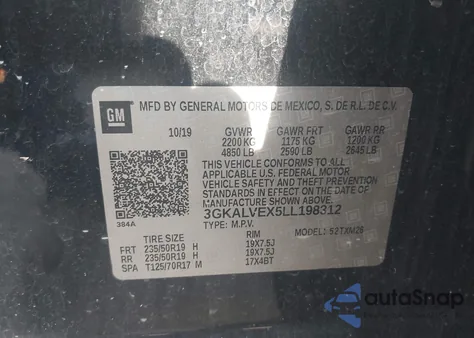 GM
MFD BY GENERAL MOTORS DE MEXICO, S. DE R.L. DE C.V.
10/19 GVWR GAWR FRT GAWR RR
2200 KG 1175 KG 1200 KG
4850 LB 2590 LB 2645 LB
THIS VEHICLE CONFORMS TO ALL
APPLICABLE U.S. FEDERAL MOTOR
VEHICLE SAFETY AND THEFT PREVENTION
STANDARDS IN EFFECT ON THE DATE OF
MANUFACTURE SHOWN ABOVE.
3GKALVEX5LL198312
384A
TYPE: M.P.V. MODEL:
TIRE SIZE RIM
FRT 235/50R19 H 19X7.5J
RR 235/50R19 H 19X7.5J
SPA T125/70R17 M 17X4BT
autoSnap